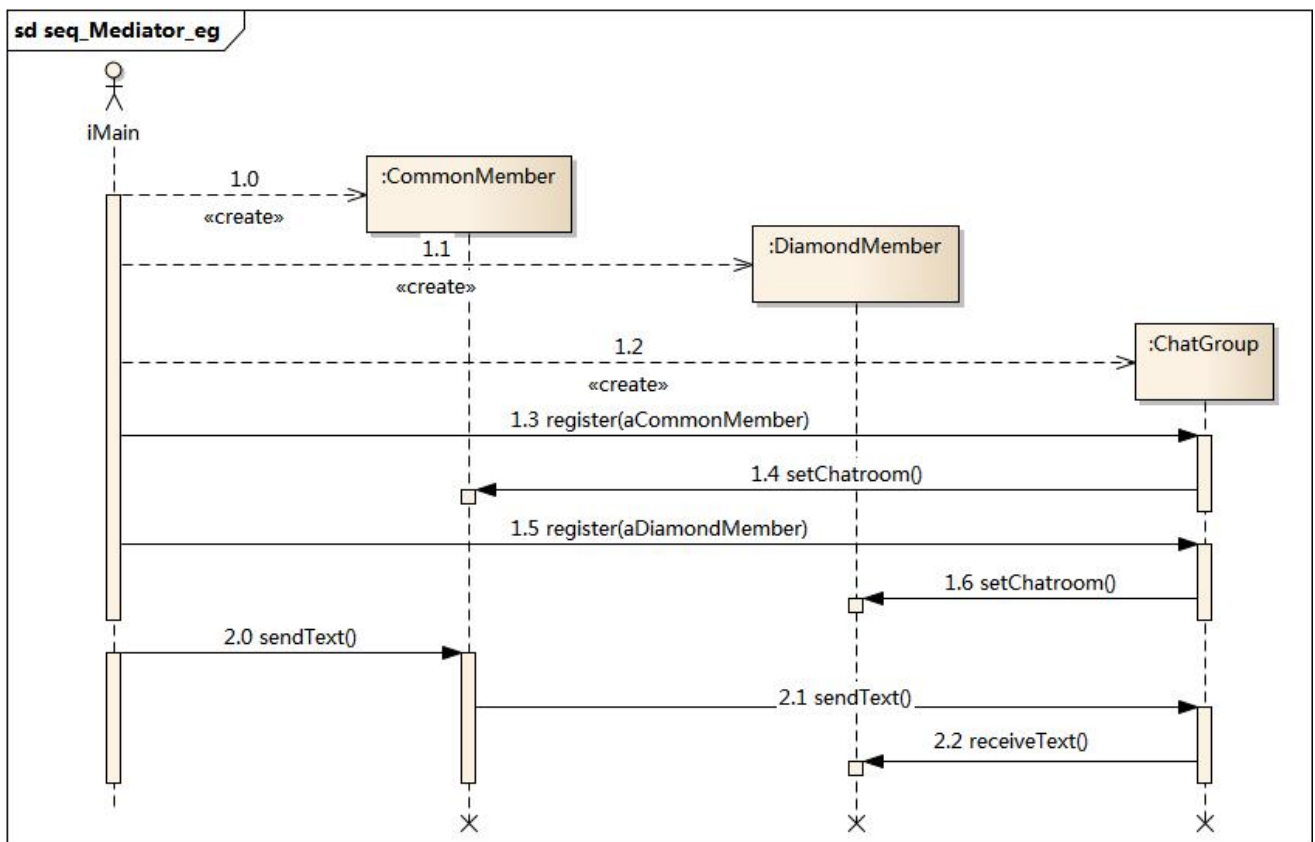 sd seq_Mediator_eg
iMain
:CommonMember
1.0
«create»
:DiamondMember
1.1
«create»
:ChatGroup
1.2
«create»
1.3 register(aCommonMember)
1.4 setChatroom()
1.5 register(aDiamondMember)
1.6 setChatroom()
2.0 sendText()
2.1 sendText()
2.2 receiveText()